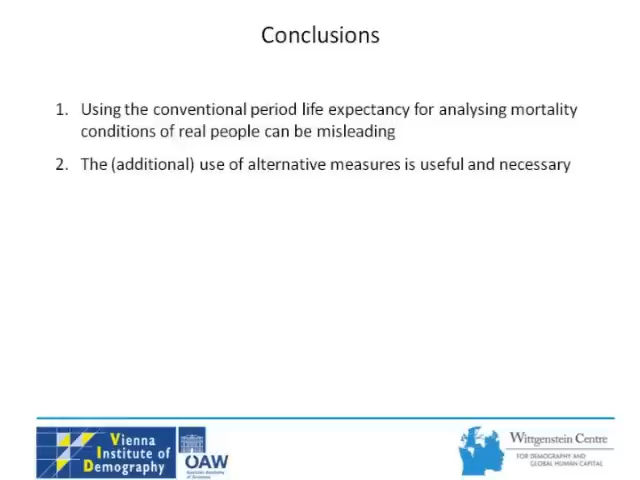 Conclusions
1. Using the conventional period life expectancy for analysing mortality
conditions of real people can be misleading
2. The (additional) use of alternative measures is useful and necessary
Vienna
Institute of
Demography
ÖAW
Austrian Academy
of Sciences
Wittgenstein Centre
FOR DEMOGRAPHY AND
GLOBAL HUMAN CAPITAL